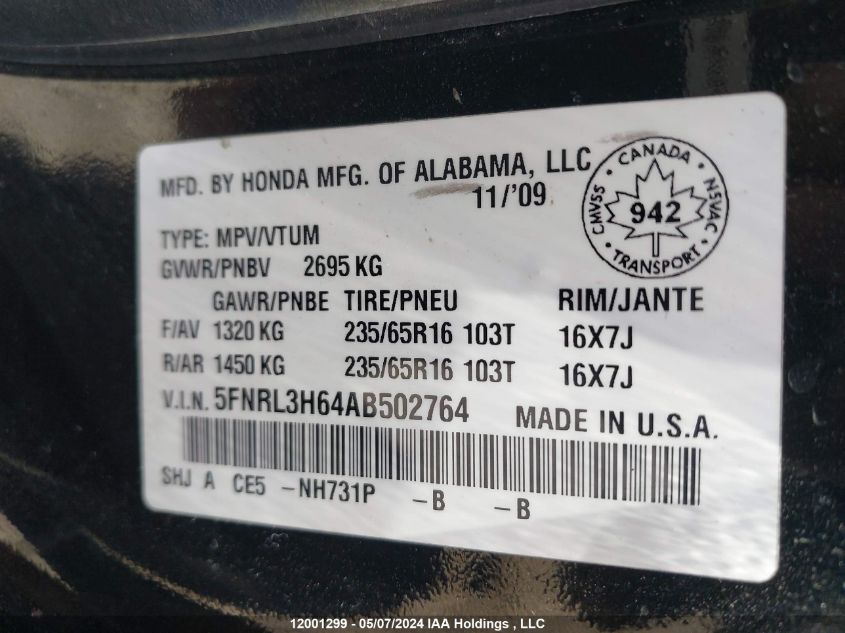 MFD. BY HONDA MFG. OF ALABAMA, LLC
11/'09
CANADA
CMVSS 942 NSVAC
TRANSPORT
TYPE: MPV/VTUM
GVWR/PNBV 2695 KG
GAWR/PNBE TIRE/PNEU RIM/JANTE
F/AV 1320 KG 235/65R16 103T 16X7J
R/AR 1450 KG 235/65R16 103T 16X7J
V.I.N. 5FNRL3H64AB502764 MADE IN U.S.A.
SHJ A CE5 -NH731P -B -B
12001299 - 05/07/2024 IAA Holdings , LLC